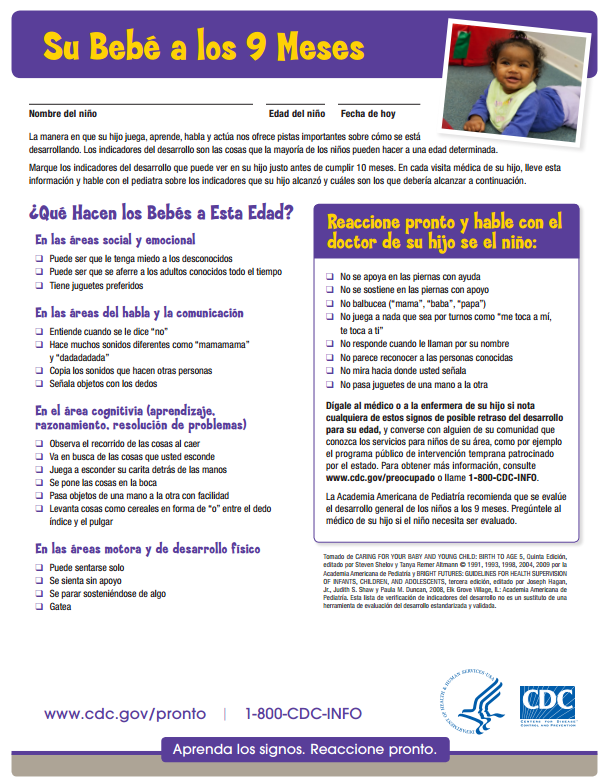 Su Bebé a los 9 Meses
Nombre del niño
Edad del niño
Fecha de hoy
La manera en que su hijo juega, aprende, habla y actúa nos ofrece pistas importantes sobre cómo se está
desarrollando. Los indicadores del desarrollo son las cosas que la mayoría de los niños pueden hacer a una edad determinada.
Marque los indicadores del desarrollo que puede ver en su hijo justo antes de cumplir 10 meses. En cada visita médica de su hijo, lleve esta
información y hable con el pediatra sobre los indicadores que su hijo alcanzó y cuáles son los que debería alcanzar a continuación.
¿Qué Hacen los Bebés a Esta Edad?
En las áreas social y emocional
❑ Puede ser que le tenga miedo a los desconocidos
❑ Puede ser que se aferre a los adultos conocidos todo el tiempo
❑ Tiene juguetes preferidos
En las áreas del habla y la comunicación
❑ Entiende cuando se le dice “no”
❑ Hace muchos sonidos diferentes como “mamamama”
y “dadadadada”
❑ Copia los sonidos que hacen otras personas
❑ Señala objetos con los dedos
En el área cognitivia (aprendizaje,
razonamiento, resolución de problemas)
❑ Observa el recorrido de las cosas al caer
❑ Va en busca de las cosas que usted esconde
❑ Juega a esconder su carita detrás de las manos
❑ Se pone las cosas en la boca
❑ Pasa objetos de una mano a la otra con facilidad
❑ Levanta cosas como cereales en forma de “o” entre el dedo
índice y el pulgar
En las áreas motora y de desarrollo físico
❑ Puede sentarse solo
❑ Se sienta sin apoyo
❑ Se parar sosteniéndose de algo
❑ Gatea
Reaccione pronto y hable con el
doctor de su hijo se el niño:
❑ No se apoya en las piernas con ayuda
❑ No se sostiene en las piernas con apoyo
❑ No balbucea (“mama”, “baba”, “papa”)
❑ No juega a nada que sea por turnos como “me toca a mí,
te toca a ti”
❑ No responde cuando le llaman por su nombre
❑ No parece reconocer a las personas conocidas
❑ No mira hacia donde usted señala
❑ No pasa juguetes de una mano a la otra
Dígale al médico o a la enfermera de su hijo si nota
cualquiera de estos signos de posible retraso del desarrollo
para su edad, y converse con alguien de su comunidad que
conozca los servicios para niños de su área, como por ejemplo
el programa público de intervención temprana patrocinado
por el estado. Para obtener más información, consulte
www.cdc.gov/preocupado o llame 1-800-CDC-INFO.
La Academia Americana de Pediatría recomienda que se evalúe
el desarrollo general de los niños a los 9 meses. Pregúntele al
médico de su hijo si el niño necesita ser evaluado.
Tomado de CARING FOR YOUR BABY AND YOUNG CHILD: BIRTH TO AGE 5, Quinta Edición,
editado por Steven Shelov y Tanya Remer Altmann © 1991, 1993, 1998, 2004, 2009 por la
Academia Americana de Pediatría y BRIGHT FUTURES: GUIDELINES FOR HEALTH SUPERVISION
OF INFANTS, CHILDREN, AND ADOLESCENTS, tercera edición, editado por Joseph Hagan,
Jr., Judith S. Shaw y Paula M. Duncan, 2008, Elk Grove Village, IL: Academia Americana de
Pediatría. Esta lista de verificación de indicadores del desarrollo no es un sustituto de una
herramienta de evaluación del desarrollo estandarizada y validada.
www.cdc.gov/pronto | 1-800-CDC-INFO
DEPARTMENT OF HEALTH & HUMAN SERVICES USA
CDC
CENTERS FOR DISEASE
CONTROL AND PREVENTION
Aprenda los signos. Reaccione pronto.